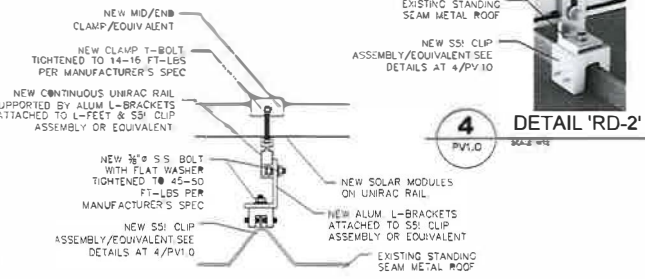 NEW MID/END
CLAMP/EQUIVALENT
NEW CLAMP T-BOLT
TIGHTENED TO 14-16 FT-LBS
PER MANUFACTURER'S SPEC
NEW CONTINUOUS UNIRAC RAIL
SUPPORTED BY ALUM L-BRACKETS
ATTACHED TO L-FEET & S5! CLIP
ASSEMBLY OR EQUIVALENT
NEW ⅜"ø S.S. BOLT
WITH FLAT WASHER
TIGHTENED TO 45-50
FT-LBS PER
MANUFACTURER'S SPEC
NEW S5! CLIP
ASSEMBLY/EQUIVALENT.SEE
DETAILS AT 4/PV1.0
NEW SOLAR MODULES
ON UNIRAC RAIL.
NEW ALUM. L-BRACKETS
ATTACHED TO S5! CLIP
ASSEMBLY OR EQUIVALENT
EXISTING STANDING
SEAM METAL ROOF
EXISTING STANDING
SEAM METAL ROOF
NEW S5! CLIP
ASSEMBLY/EQUIVALENT.SEE
DETAILS AT 4/PV1.0
4
PV1.0
DETAIL 'RD-2'